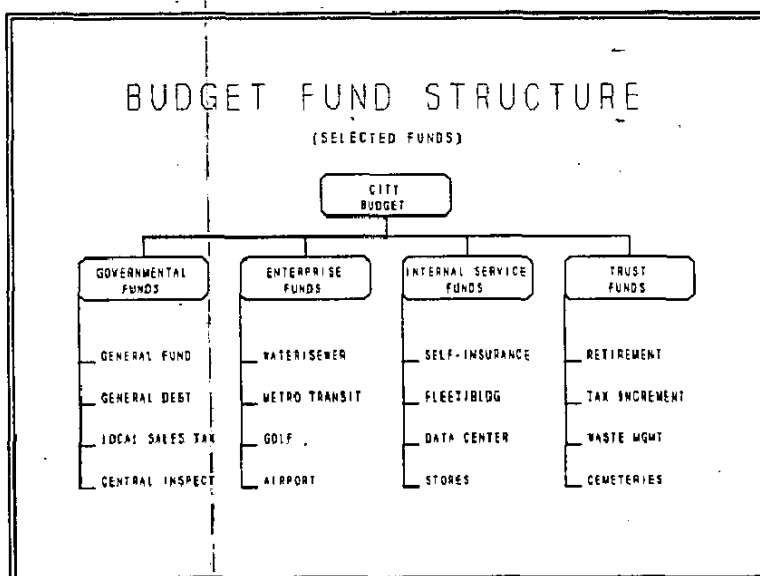 BUDGET FUND STRUCTURE
(SELECTED FUNDS)
CITY
BUDGET
GOVERNMENTAL
FUNDS
GENERAL FUND
GENERAL DEBT
LOCAL SALES TAX
CENTRAL INSPECT
ENTERPRISE
FUNDS
WATER/SEWER
METRO TRANSIT
GOLF
AIRPORT
INTERNAL SERVICE
FUNDS
SELF-INSURANCE
FLEET/BLDG
DATA CENTER
STORES
TRUST
FUNDS
RETIREMENT
TAX INCREMENT
WASTE MGMT
CEMETERIES